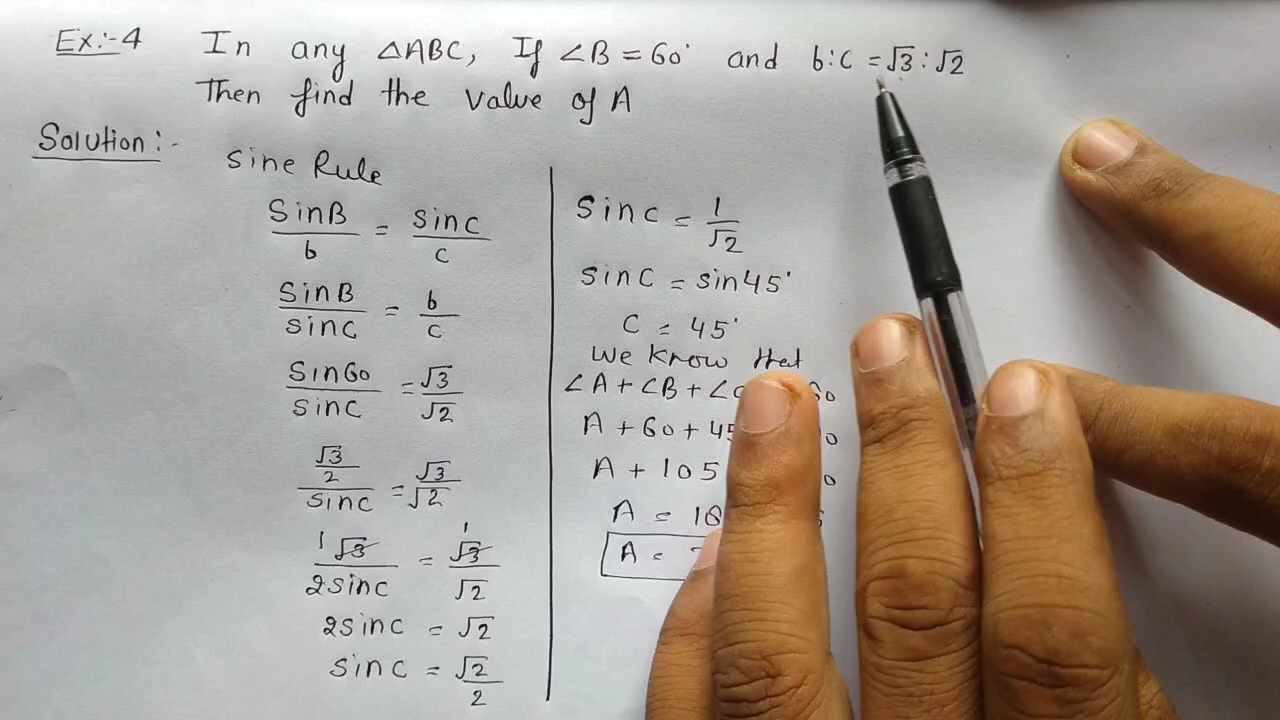 Ex:-4 In any △ABC, If ∠B = 60° and b:c = √3:√2
Then find the value of A
Solution:-
Sine Rule
SinB/b = sinc/c
SinB/sinc = b/c
Sin60/sinc = √3/√2
(√3/2)/sinc = √3/√2
1 √3/2sinc = 1 √3/√2
2sinc = √2
sinc = √2/2
Sinc = 1/√2
SinC = sin45°
C = 45°
We know that
∠A + ∠B + ∠
A + 60 + 45
A + 105
A =
A =